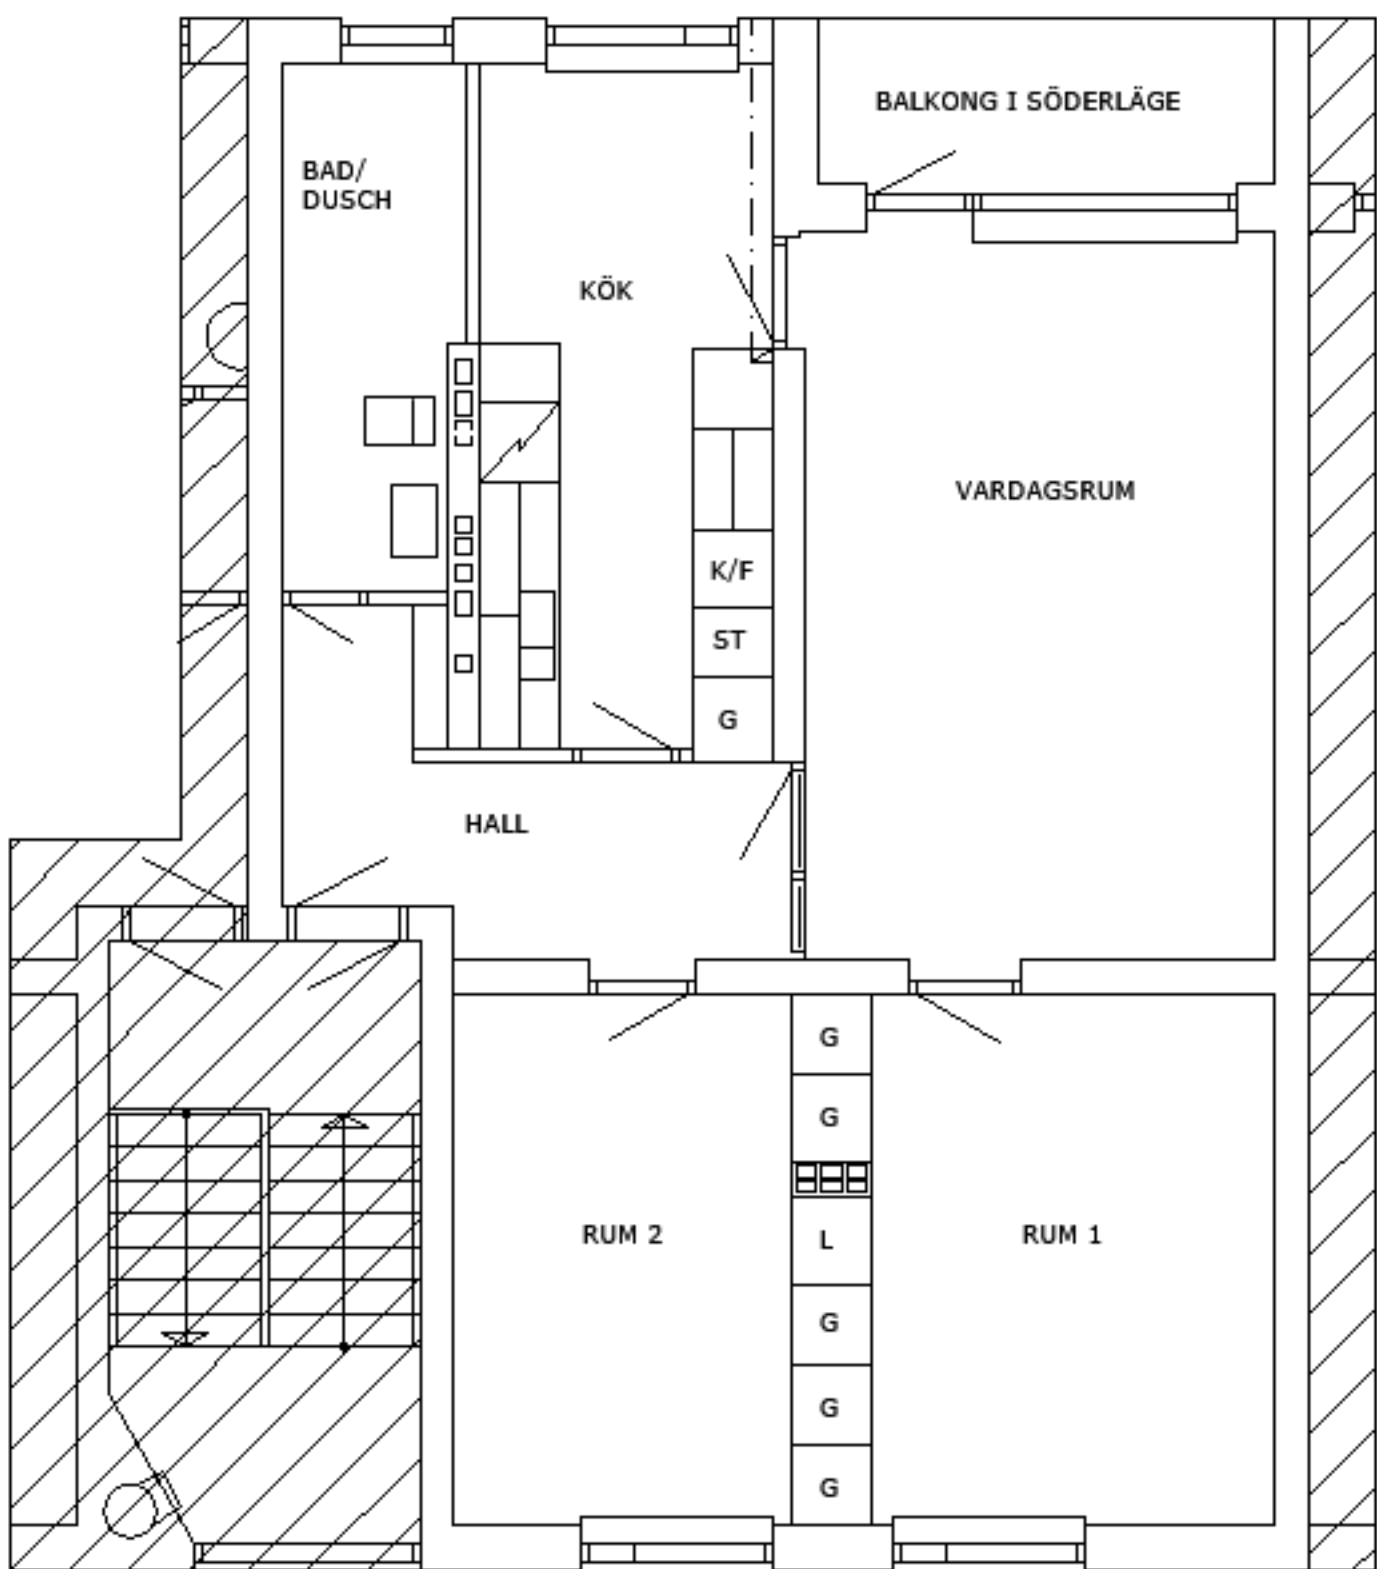 BALKONG I SÖDERLÄGE
BAD/
DUSCH
KÖK
VARDAGSRUM
K/F
ST
G
HALL
G
G
RUM 2
L
RUM 1
G
G
G